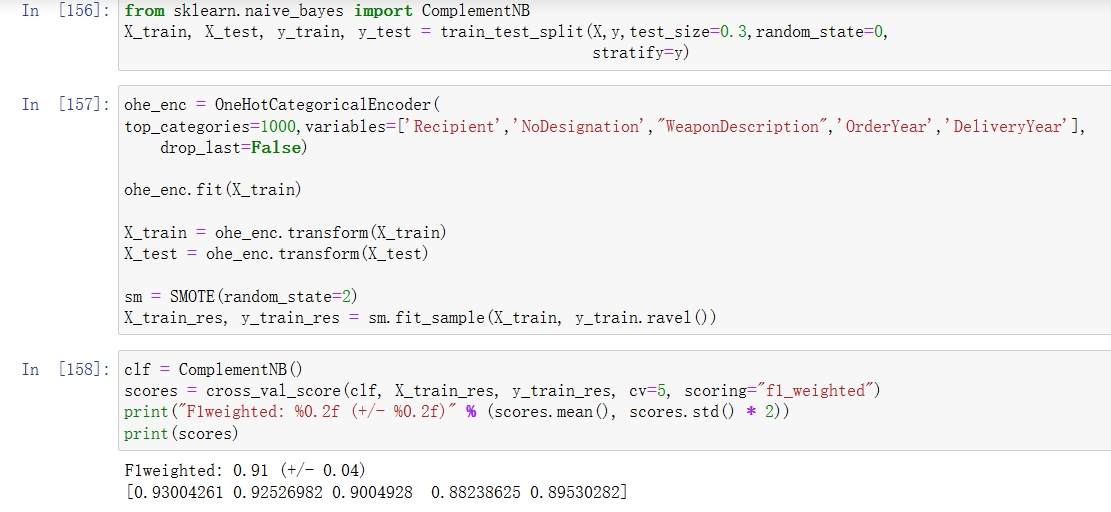 In [156]: from sklearn.naive_bayes import ComplementNB
X_train, X_test, y_train, y_test = train_test_split(X,y,test_size=0.3,random_state=0,
stratify=y)
In [157]: ohe_enc = OneHotCategoricalEncoder(
top_categories=1000,variables=['Recipient','NoDesignation',"WeaponDescription",'OrderYear','DeliveryYear'],
drop_last=False)
ohe_enc.fit(X_train)
X_train = ohe_enc.transform(X_train)
X_test = ohe_enc.transform(X_test)
sm = SMOTE(random_state=2)
X_train_res, y_train_res = sm.fit_sample(X_train, y_train.ravel())
In [158]: clf = ComplementNB()
scores = cross_val_score(clf, X_train_res, y_train_res, cv=5, scoring="f1_weighted")
print("F1weighted: %0.2f (+/- %0.2f)" % (scores.mean(), scores.std() * 2))
print(scores)
F1weighted: 0.91 (+/- 0.04)
[0.93004261 0.92526982 0.9004928  0.88238625 0.89530282]